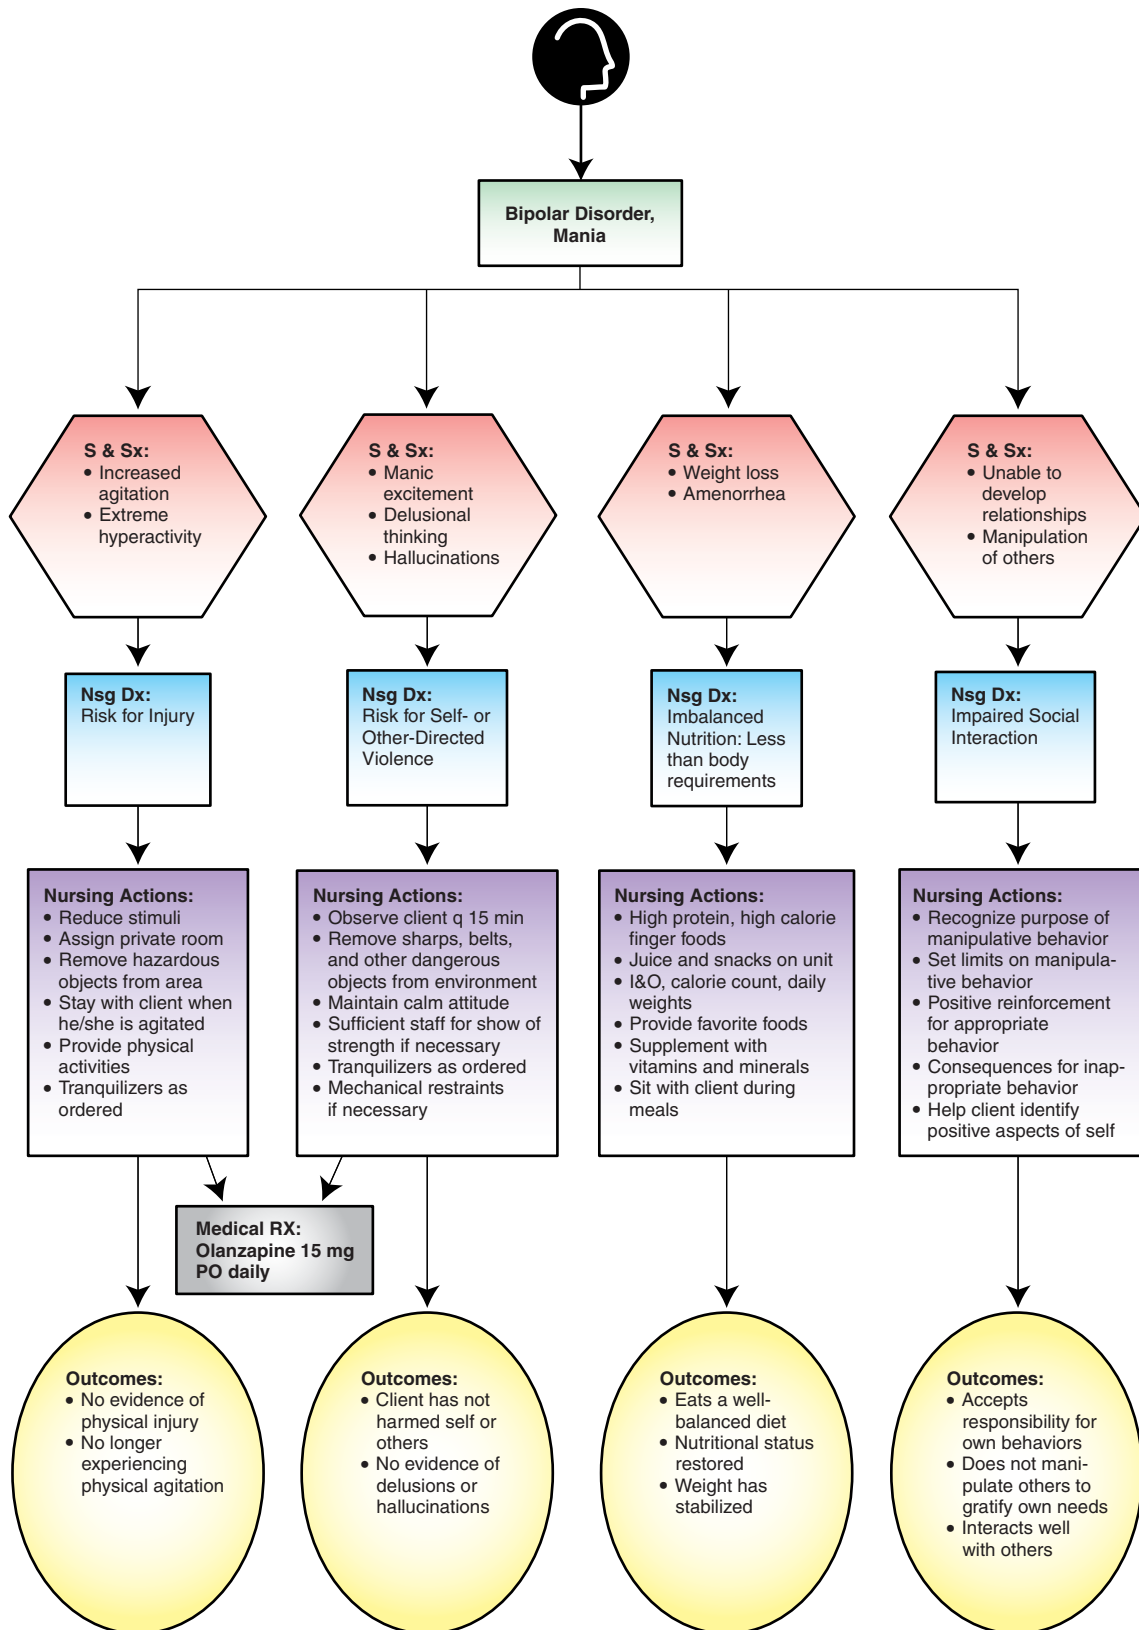 Bipolar Disorder,
Mania
S & Sx:
• Increased
agitation
• Extreme
hyperactivity
S & Sx:
• Manic
excitement
• Delusional
thinking
• Hallucinations
S & Sx:
• Weight loss
• Amenorrhea
S & Sx:
• Unable to
develop
relationships
• Manipulation
of others
Nsg Dx:
Risk for Injury
Nsg Dx:
Risk for Self- or
Other-Directed
Violence
Nsg Dx:
Imbalanced
Nutrition: Less
than body
requirements
Nsg Dx:
Impaired Social
Interaction
Nursing Actions:
• Reduce stimuli
• Assign private room
• Remove hazardous
objects from area
• Stay with client when
he/she is agitated
• Provide physical
activities
• Tranquilizers as
ordered
Nursing Actions:
• Observe client q 15 min
• Remove sharps, belts,
and other dangerous
objects from environment
• Maintain calm attitude
• Sufficient staff for show of
strength if necessary
• Tranquilizers as ordered
• Mechanical restraints
if necessary
Nursing Actions:
• High protein, high calorie
finger foods
• Juice and snacks on unit
• I&O, calorie count, daily
weights
• Provide favorite foods
• Supplement with
vitamins and minerals
• Sit with client during
meals
Nursing Actions:
• Recognize purpose of
manipulative behavior
• Set limits on manipula-
tive behavior
• Positive reinforcement
for appropriate
behavior
• Consequences for inap-
propriate behavior
• Help client identify
positive aspects of self
Medical RX:
Olanzapine 15 mg
PO daily
Outcomes:
• No evidence of
physical injury
• No longer
experiencing
physical agitation
Outcomes:
• Client has not
harmed self or
others
• No evidence of
delusions or
hallucinations
Outcomes:
• Eats a well-
balanced diet
• Nutritional status
restored
• Weight has
stabilized
Outcomes:
• Accepts
responsibility for
own behaviors
• Does not mani-
pulate others to
gratify own needs
• Interacts well
with others